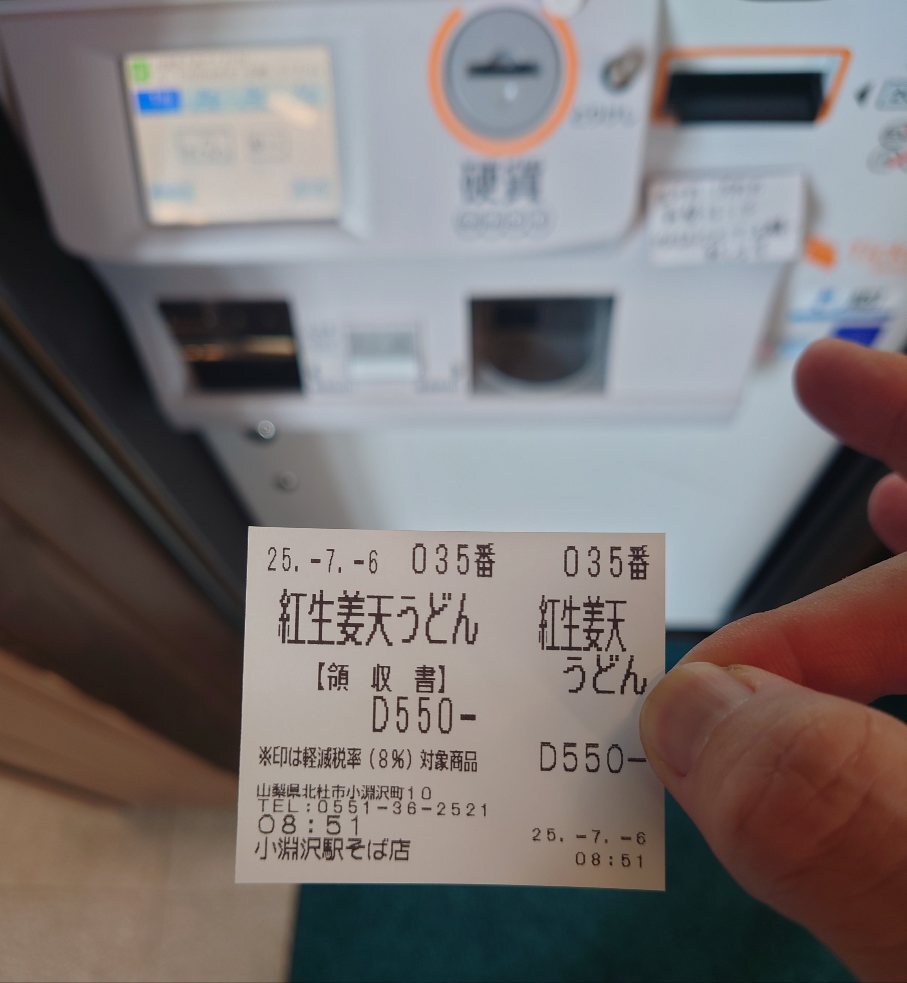 硬貨
25.-7.-6 035番
紅生姜天うどん
【領 収 書】
D550-
※印は軽減税率(8%)対象商品
山梨県北杜市小淵沢町10
TEL:0551-36-2521
08:51
小淵沢駅そば店
035番
紅生姜天
うどん
D550-
25.-7.-6
08:51